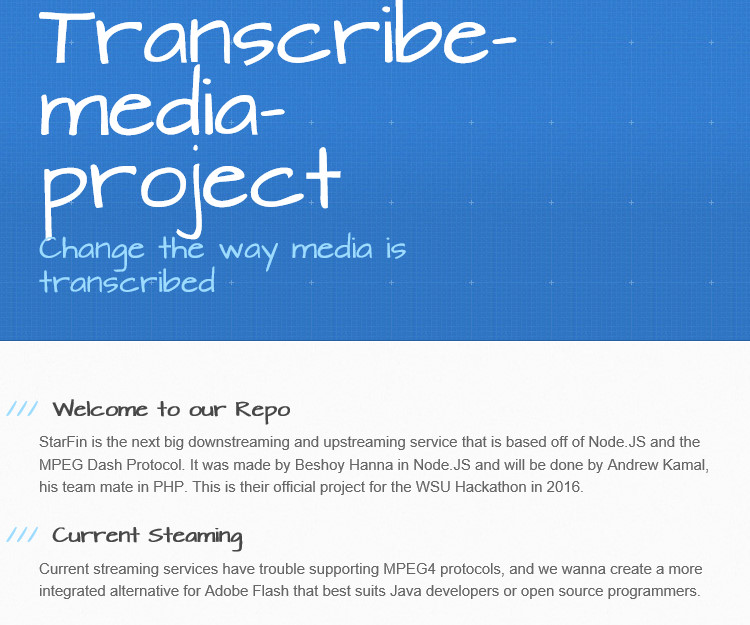 Transcribe-
media-
project
Change the way media is
transcribed
/// Welcome to our Repo
StarFin is the next big downstreaming and upstreaming service that is based off of Node.JS and the
MPEG Dash Protocol. It was made by Beshoy Hanna in Node.JS and will be done by Andrew Kamal,
his team mate in PHP. This is their official project for the WSU Hackathon in 2016.
/// Current Steaming
Current streaming services have trouble supporting MPEG4 protocols, and we wanna create a more
integrated alternative for Adobe Flash that best suits Java developers or open source programmers.